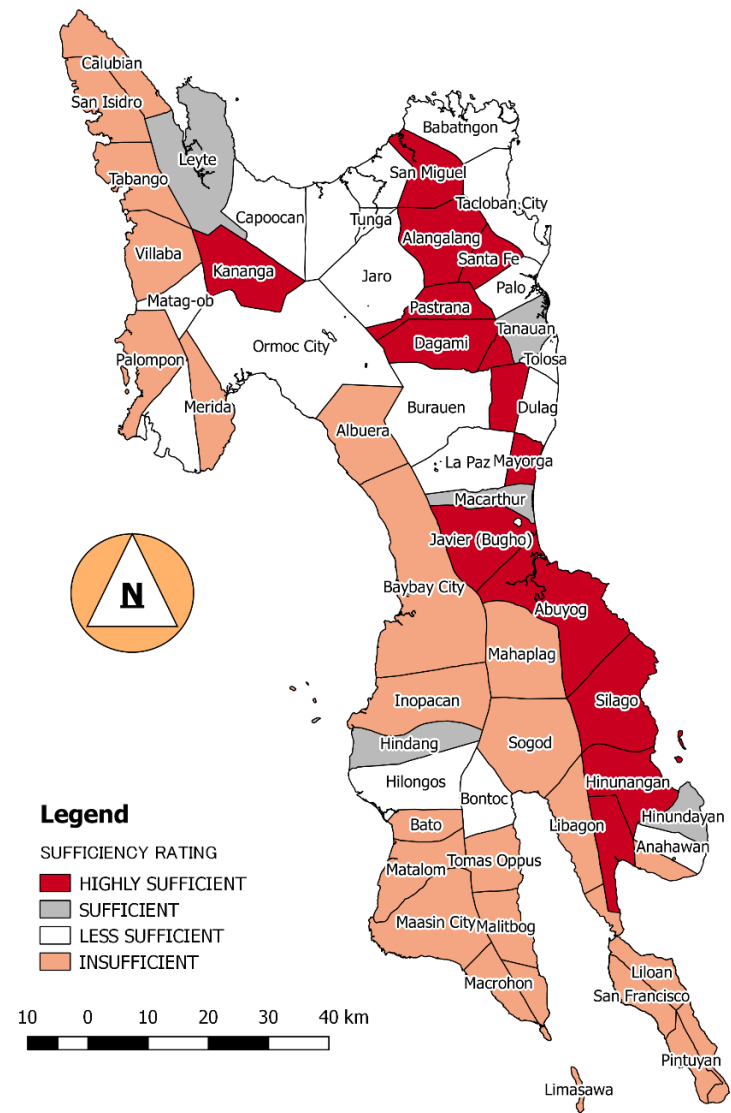 Calubian
San Isidro
Babatngon
Leyte
San Miguel
Tabango
Tacloban City
Capoocan
Tunga
Alangalang
Villaba
Santa Fe
Kananga
Jaro
Palo
Matag-ob
Pastrana
Tanauan
Dagami
Ormoc City
Tolosa
Palompon
Merida
Burauen
Dulag
Albuera
La Paz
Mayorga
Macarthur
Javier (Bugho)
N
Baybay City
Abuyog
Mahaplag
Inopacan
Silago
Hindang
Sogod
Hilongos
Hinunangan
Bontoc
Legend
Hinundayan
Bato
Libagon
Anahawan
SUFFICIENCY RATING
Matalom
Tomas Oppus
HIGHLY SUFFICIENT
SUFFICIENT
Maasin City
Malitbog
LESS SUFFICIENT
INSUFFICIENT
Liloan
Macrohon
San Francisco
10 0 10 20 30 40 km
Pintuyan
Limasawa